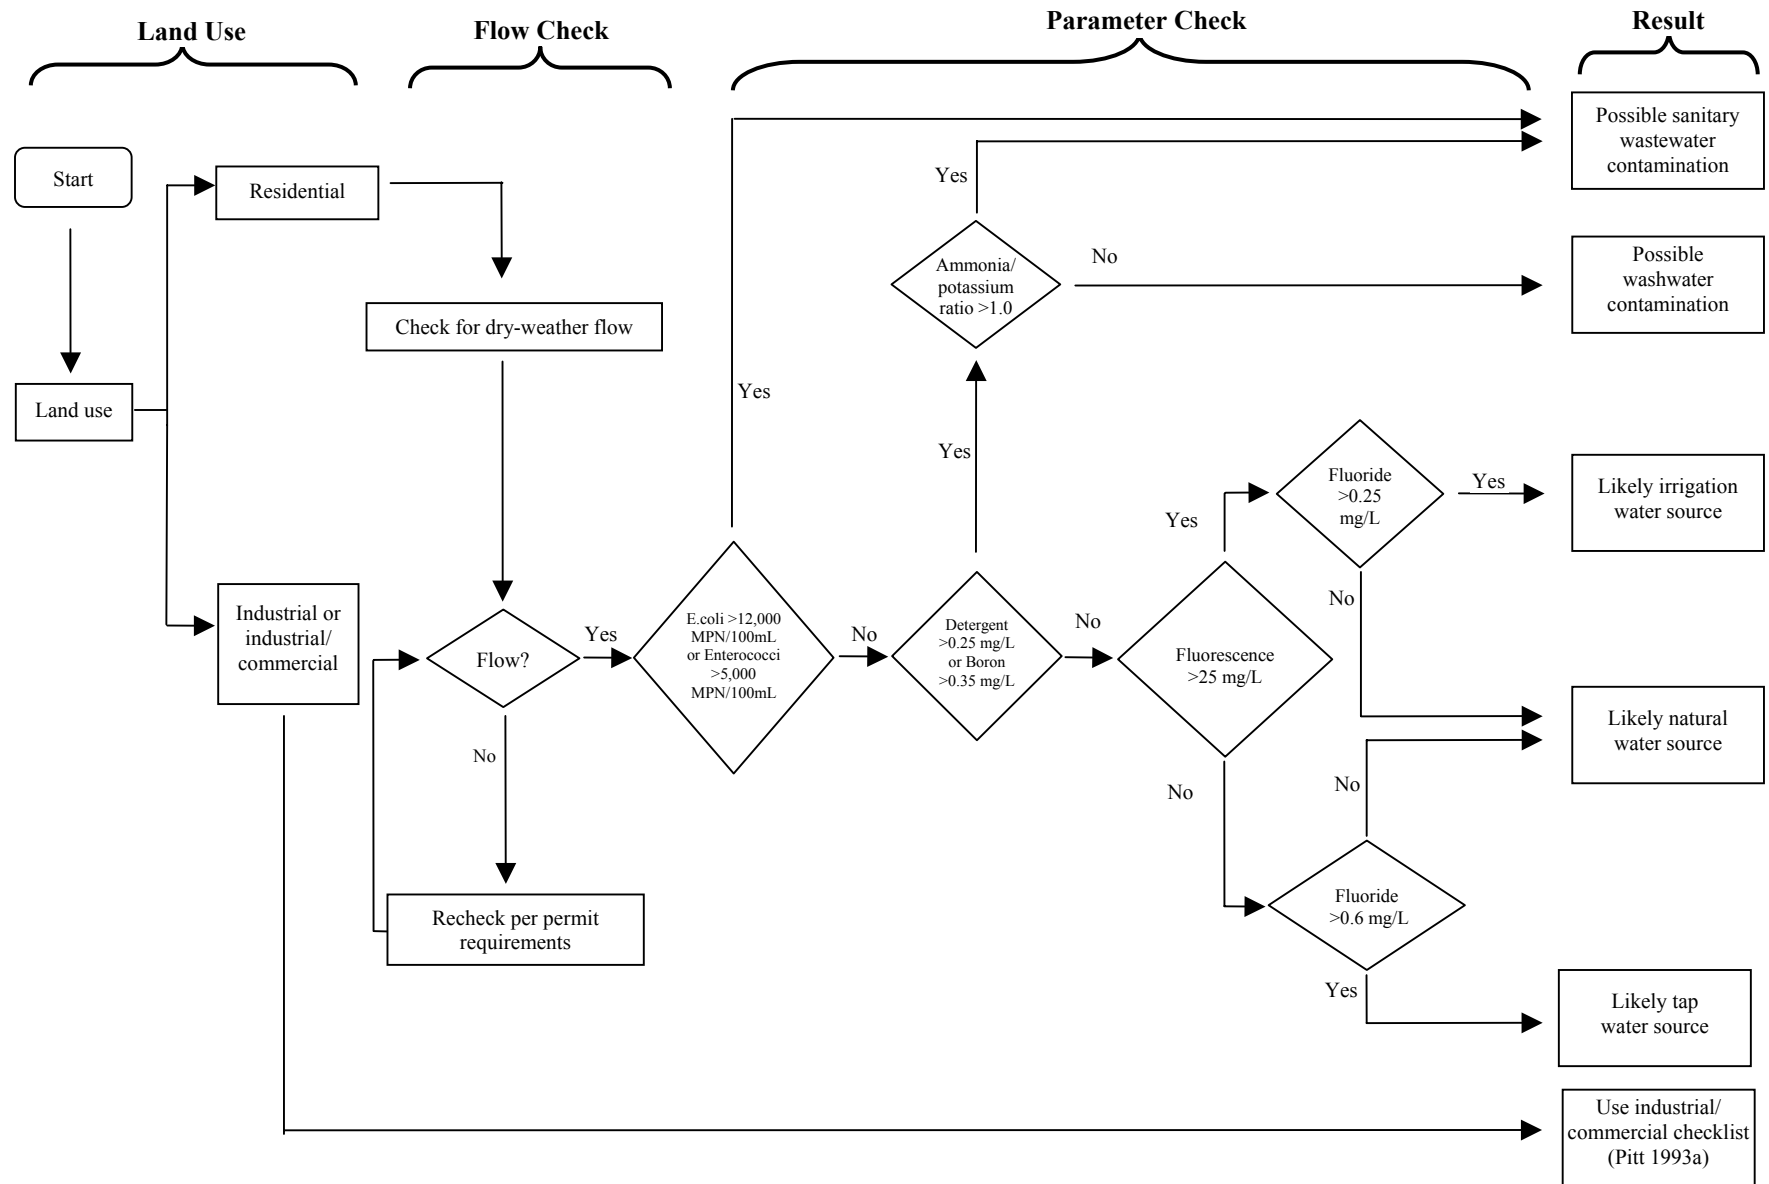 Land Use
Flow Check
Parameter Check
Result
Start
Land use
Residential
Industrial or
industrial/
commercial
Check for dry-weather flow
Flow?
Yes
No
Recheck per permit
requirements
E.coli >12,000
MPN/100mL
or Enterococci
>5,000
MPN/100mL
Yes
No
Detergent
>0.25 mg/L
or Boron
>0.35 mg/L
Yes
No
Ammonia/
potassium
ratio >1.0
Yes
No
Fluorescence
>25 mg/L
Yes
No
Fluoride
>0.25
mg/L
Yes
No
Fluoride
>0.6 mg/L
No
Yes
Possible sanitary
wastewater
contamination
Possible
washwater
contamination
Likely irrigation
water source
Likely natural
water source
Likely tap
water source
Use industrial/
commercial checklist
(Pitt 1993a)